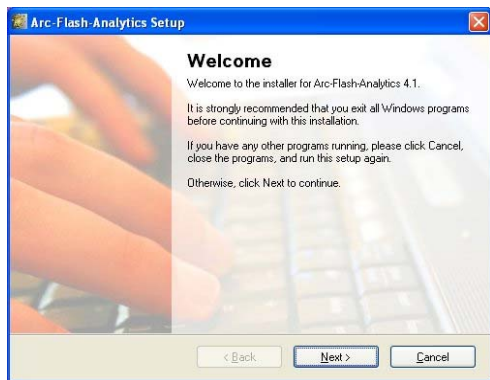 Arc-Flash-Analytics Setup
Welcome
Welcome to the installer for Arc-Flash-Analytics 4.1.
It is strongly recommended that you exit all Windows programs
before continuing with this installation.
If you have any other programs running, please click Cancel,
close the programs, and run this setup again.
Otherwise, click Next to continue.
< Back
Next >
Cancel